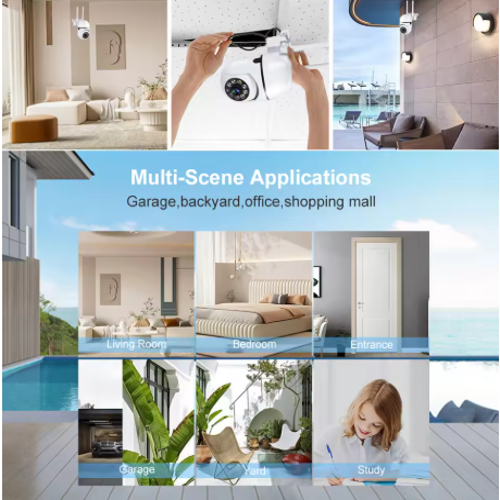 Multi-Scene Applications
Garage,backyard,office,shopping mall
Living Room
Bedroom
Entrance
Garage
Yard
Study